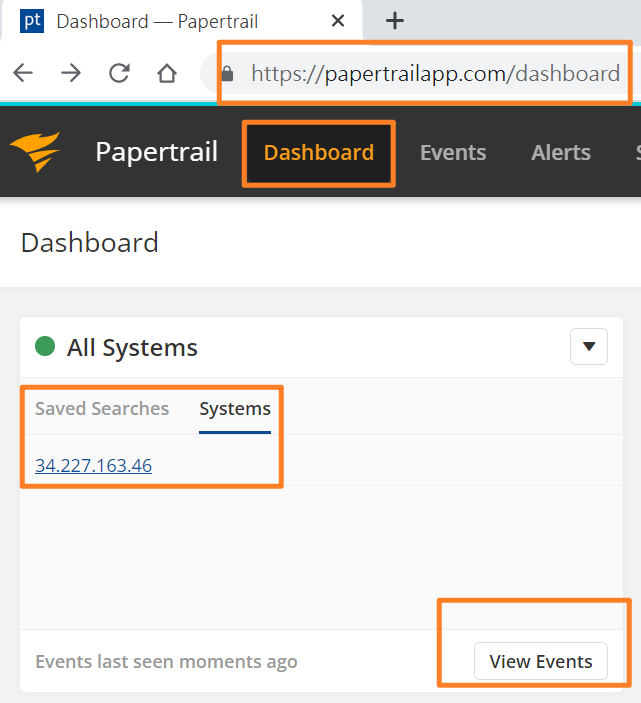 pt Dashboard — Papertrail
https://papertrailapp.com/dashboard
Papertrail Dashboard Events Alerts S
Dashboard
All Systems
Saved Searches Systems
34.227.163.46
Events last seen moments ago View Events